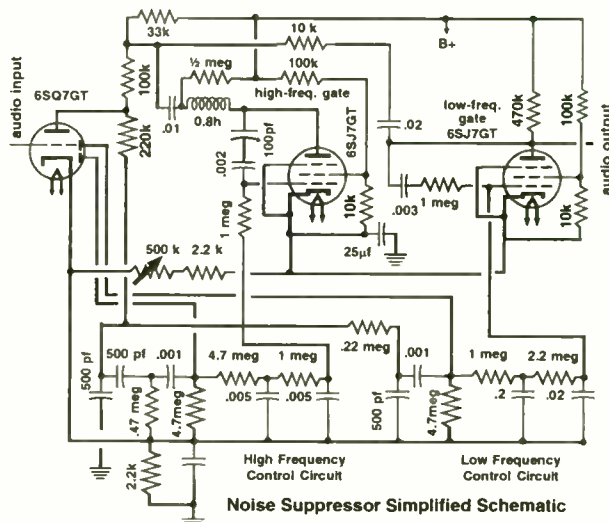 33k
10 k
B+
100k
½ meg
100k
high-freq. gate
6SQ7GT
audio input
.01
0.8h
100pf
6SJ7GT
.02
low-freq.
gate
6SJ7GT
470k
100k
audio output
220k
.002
1 meg
10k
.003
1 meg
10k
25µf
500 k
2.2 k
500 pf
.001
4.7 meg
1 meg
.22 meg
.001
1 meg
2.2 meg
500 pf
.47 meg
4.7meg
.005
.005
500 pf
4.7meg
.2
.02
2.2k
High Frequency
Control Circuit
Low Frequency
Control Circuit
Noise Suppressor Simplified Schematic